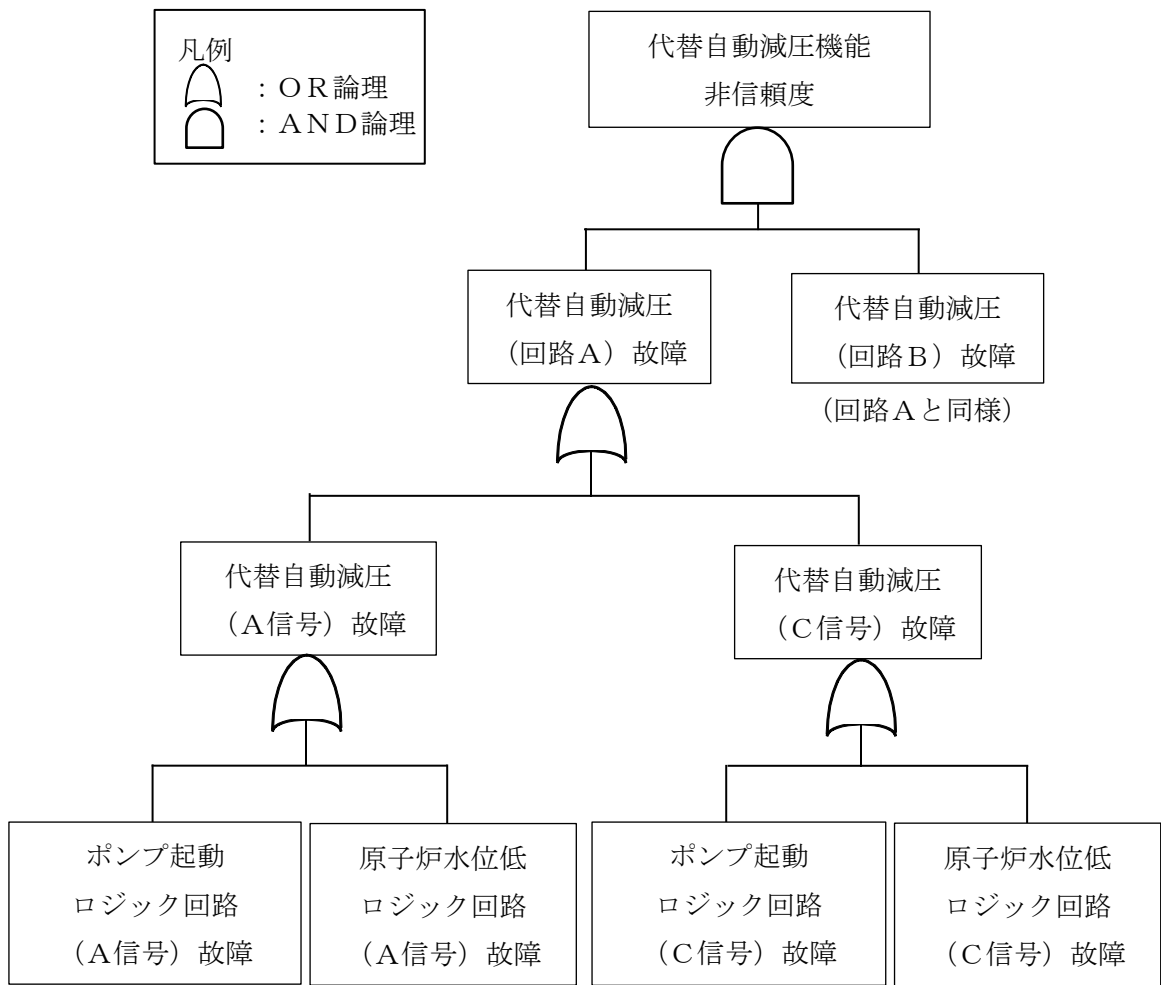 凡例
：ＯＲ論理
：ＡＮＤ論理
代替自動減圧機能
非信頼度
代替自動減圧
（回路Ａ）故障
代替自動減圧
（回路Ｂ）故障
（回路Ａと同様）
代替自動減圧
（Ａ信号）故障
代替自動減圧
（Ｃ信号）故障
ポンプ起動
ロジック回路
（Ａ信号）故障
原子炉水位低
ロジック回路
（Ａ信号）故障
ポンプ起動
ロジック回路
（Ｃ信号）故障
原子炉水位低
ロジック回路
（Ｃ信号）故障